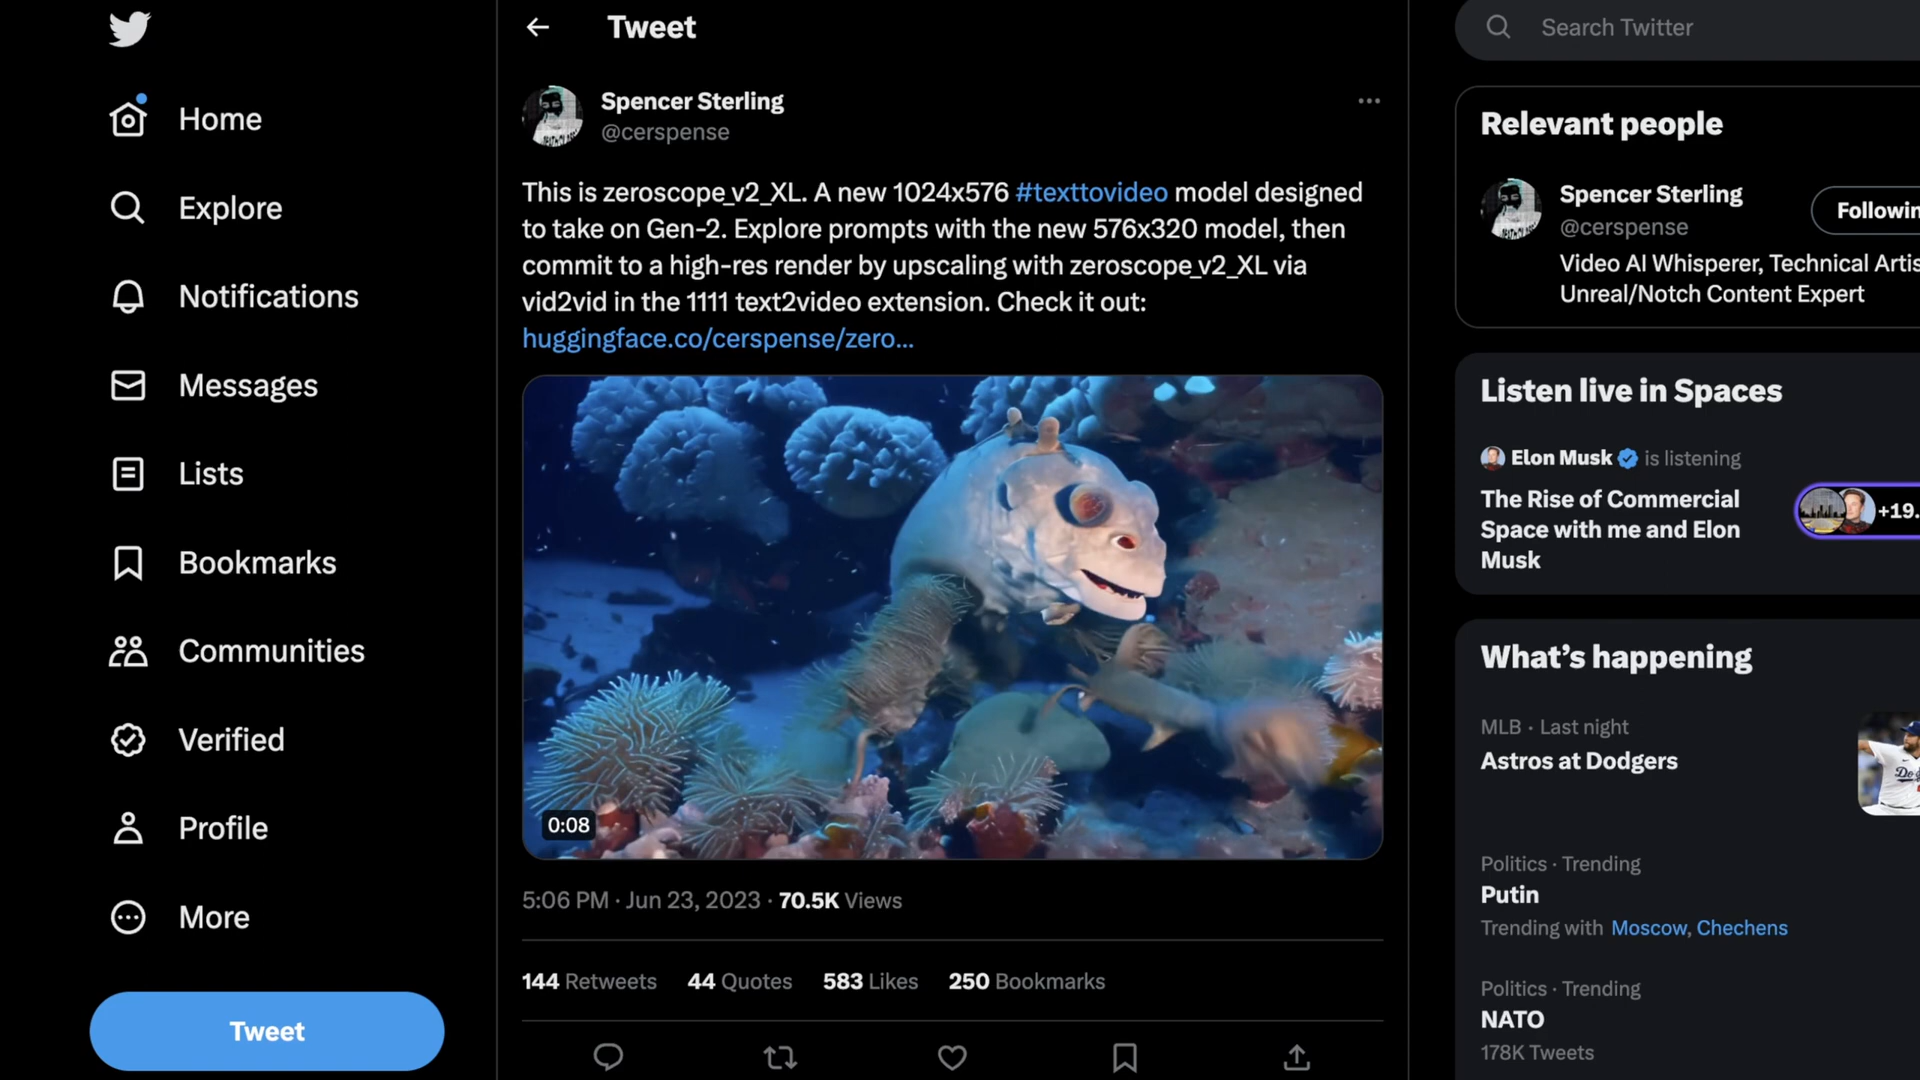 Home
Explore
Notifications
Messages
Lists
Bookmarks
Communities
Verified
Profile
More
Tweet
Tweet
Spencer Sterling
@cerspense
This is zeroscope_v2_XL. A new 1024x576 #texttovideo model designed
to take on Gen-2. Explore prompts with the new 576x320 model, then
commit to a high-res render by upscaling with zeroscope_v2_XL via
vid2vid in the 1111 text2video extension. Check it out:
huggingface.co/cerspense/zero...
0:08
5:06 PM · Jun 23, 2023 · 70.5K Views
144 Retweets 44 Quotes 583 Likes 250 Bookmarks
Search Twitter
Relevant people
Spencer Sterling
@cerspense
Followin
Video AI Whisperer, Technical Artis
Unreal/Notch Content Expert
Listen live in Spaces
Elon Musk is listening
The Rise of Commercial
Space with me and Elon
Musk
+19.
What's happening
MLB · Last night
Astros at Dodgers
Politics · Trending
Putin
Trending with Moscow, Chechens
Politics · Trending
NATO
178K Tweets